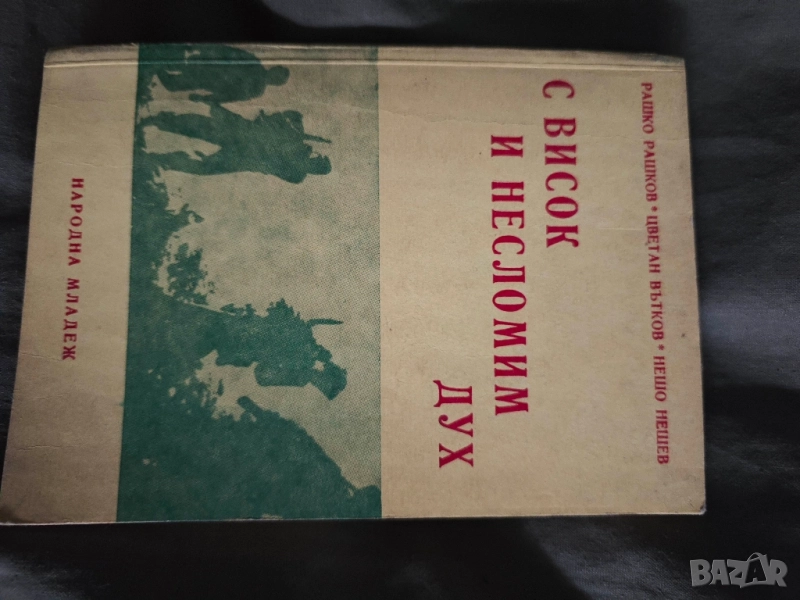 РАШКО РАШКОВ * ЦВЕТАН ВЪТКОВ * НЕШО НЕШЕВ
С ВИСОК
И НЕСЛОМИМ
ДУХ
НАРОДНА МЛАДЕЖ
BAZAR